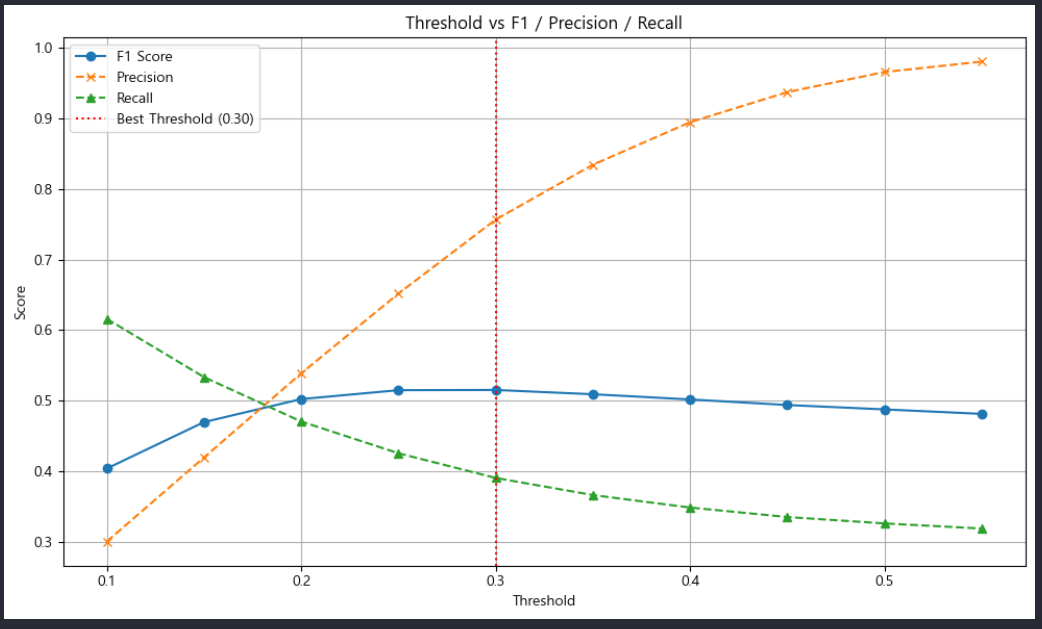 Threshold vs F1 / Precision / Recall
F1 Score
Precision
Recall
Best Threshold (0.30)
1.0
0.9
0.8
0.7
0.6
0.5
0.4
0.3
Score
0.1
0.2
0.3
0.4
0.5
Threshold